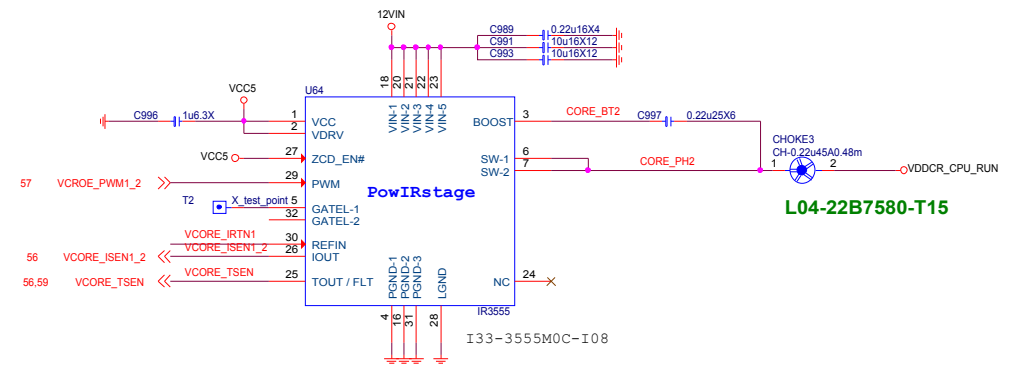 12VIN
C989 0.22u16X4
C991 10u16X12
C993 10u16X12
18 20 21 22 23
VCC5
U64
VIN-1 VIN-2 VIN-3 VIN-4 VIN-5
C996 1u6.3X
1 VCC
2 VDRV
BOOST 3 CORE_BT2 C997 0.22u25X6
CHOKE3
CH-0.22u45A0.48m
VCC5 27 ZCD_EN#
SW-1 6
SW-2 7 CORE_PH2 1 2 VDDCR_CPU_RUN
57 VCROE_PWM1_2 29 PWM
PowIRstage
L04-22B7580-T15
T2 X_test_point 5 GATEL-1
32 GATEL-2
VCORE_IRTN1 30 REFIN
56 VCORE_ISEN1_2 VCORE_ISEN1_2 26 IOUT
56,59 VCORE_TSEN VCORE_TSEN 25 TOUT / FLT
NC 24
PGND-1 PGND-2 PGND-3 LGND
IR3555
4 16 31 28
I33-3555M0C-I08